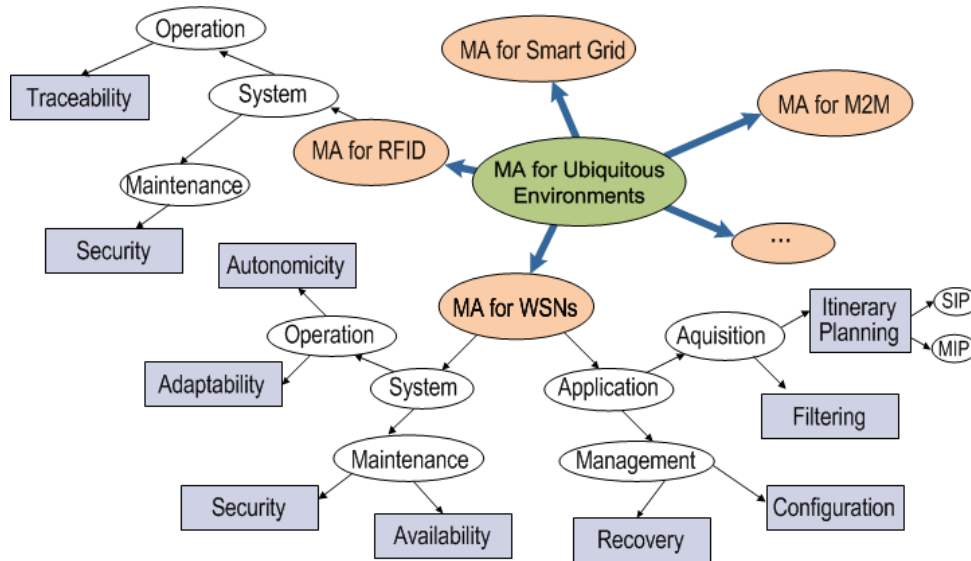 Operation
MA for Smart Grid
Traceability
System
MA for M2M
MA for RFID
MA for Ubiquitous
Environments
Maintenance
Security
...
Autonomicity
MA for WSNs
Operation
Aquisition
Itinerary
Planning
SIP
MIP
Adaptability
System
Application
Filtering
Maintenance
Management
Security
Availability
Recovery
Configuration